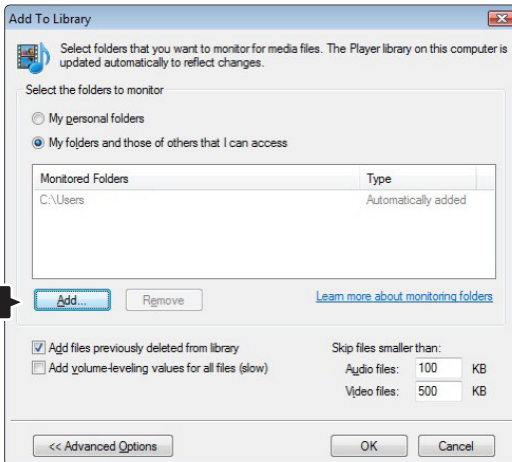 Add To Library
Select folders that you want to monitor for media files. The Player library on this computer is
updated automatically to reflect changes.
Select the folders to monitor
My personal folders
My folders and those of others that I can access
Monitored Folders Type
C:\Users Automatically added
Add... Remove Learn more about monitoring folders
Add files previously deleted from library Skip files smaller than:
Add volume-leveling values for all files (slow) Audio files: 100 KB
Video files: 500 KB
<< Advanced Options OK Cancel